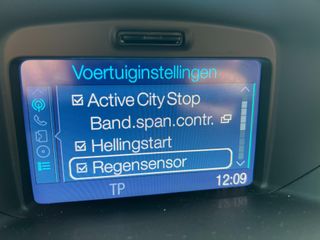 Voertuiginstellingen
Active City Stop
Band.span.contr.
Hellingstart
Regensensor
TP 12:09